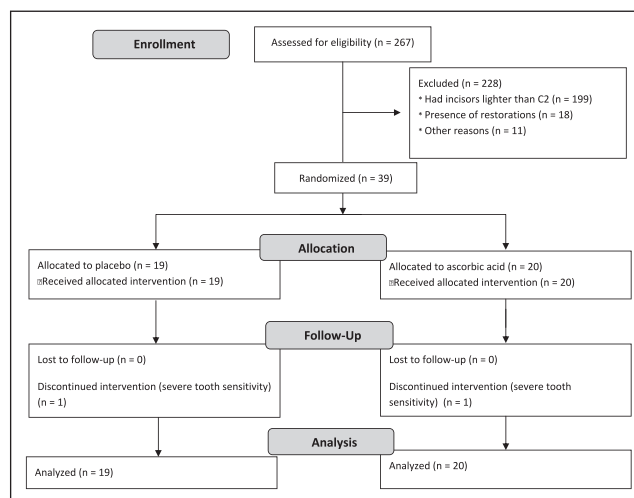 Enrollment
Assessed for eligibility (n = 267)
Excluded (n = 228)
* Had incisors lighter than C2 (n = 199)
* Presence of restorations (n = 18)
* Other reasons (n = 11)
Randomized (n = 39)
Allocation
Allocated to placebo (n = 19)
⍰Received allocated intervention (n = 19)
Allocated to ascorbic acid (n = 20)
⍰Received allocated intervention (n = 20)
Follow-Up
Lost to follow-up (n = 0)
Discontinued intervention (severe tooth sensitivity)
(n = 1)
Lost to follow-up (n = 0)
Discontinued intervention (severe tooth
sensitivity) (n = 1)
Analysis
Analyzed (n = 19)
Analyzed (n = 20)